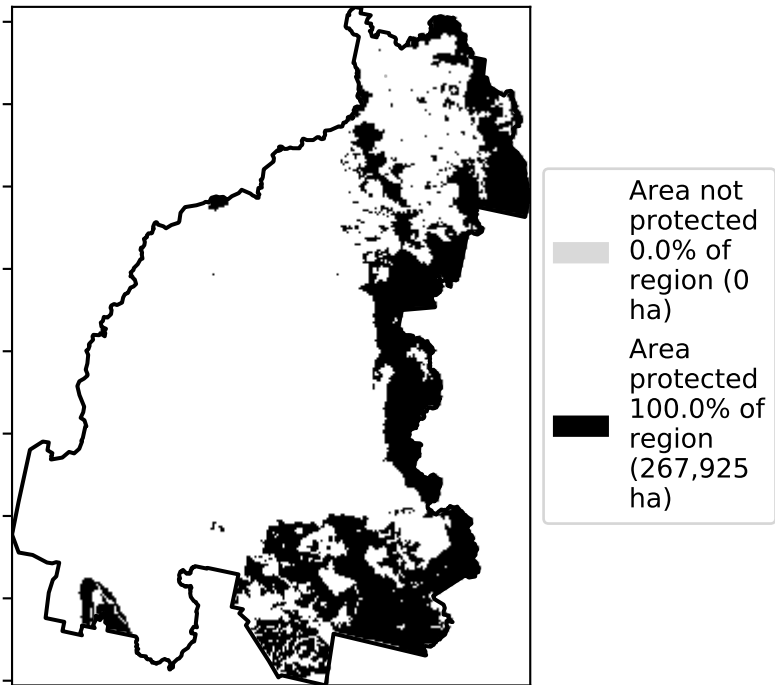 Area not
protected
0.0% of
region (0
ha)
Area
protected
100.0% of
region
(267,925
ha)